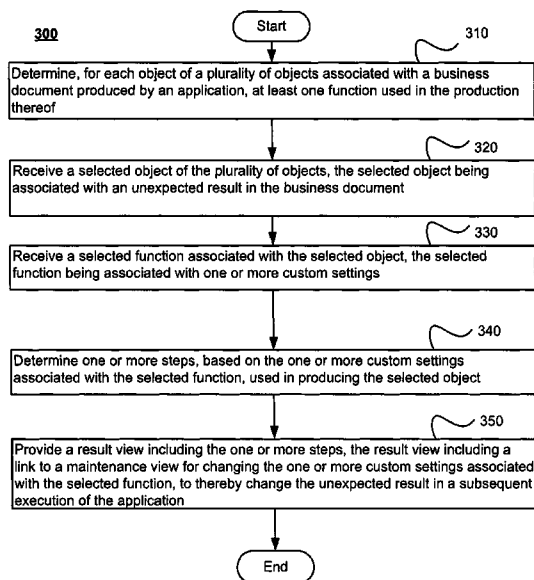 300
Start
310
Determine, for each object of a plurality of objects associated with a business
document produced by an application, at least one function used in the production
thereof
320
Receive a selected object of the plurality of objects, the selected object being
associated with an unexpected result in the business document
330
Receive a selected function associated with the selected object, the selected
function being associated with one or more custom settings
340
Determine one or more steps, based on the one or more custom settings
associated with the selected function, used in producing the selected object
350
Provide a result view including the one or more steps, the result view including a
link to a maintenance view for changing the one or more custom settings associated
with the selected function, to thereby change the unexpected result in a subsequent
execution of the application
End